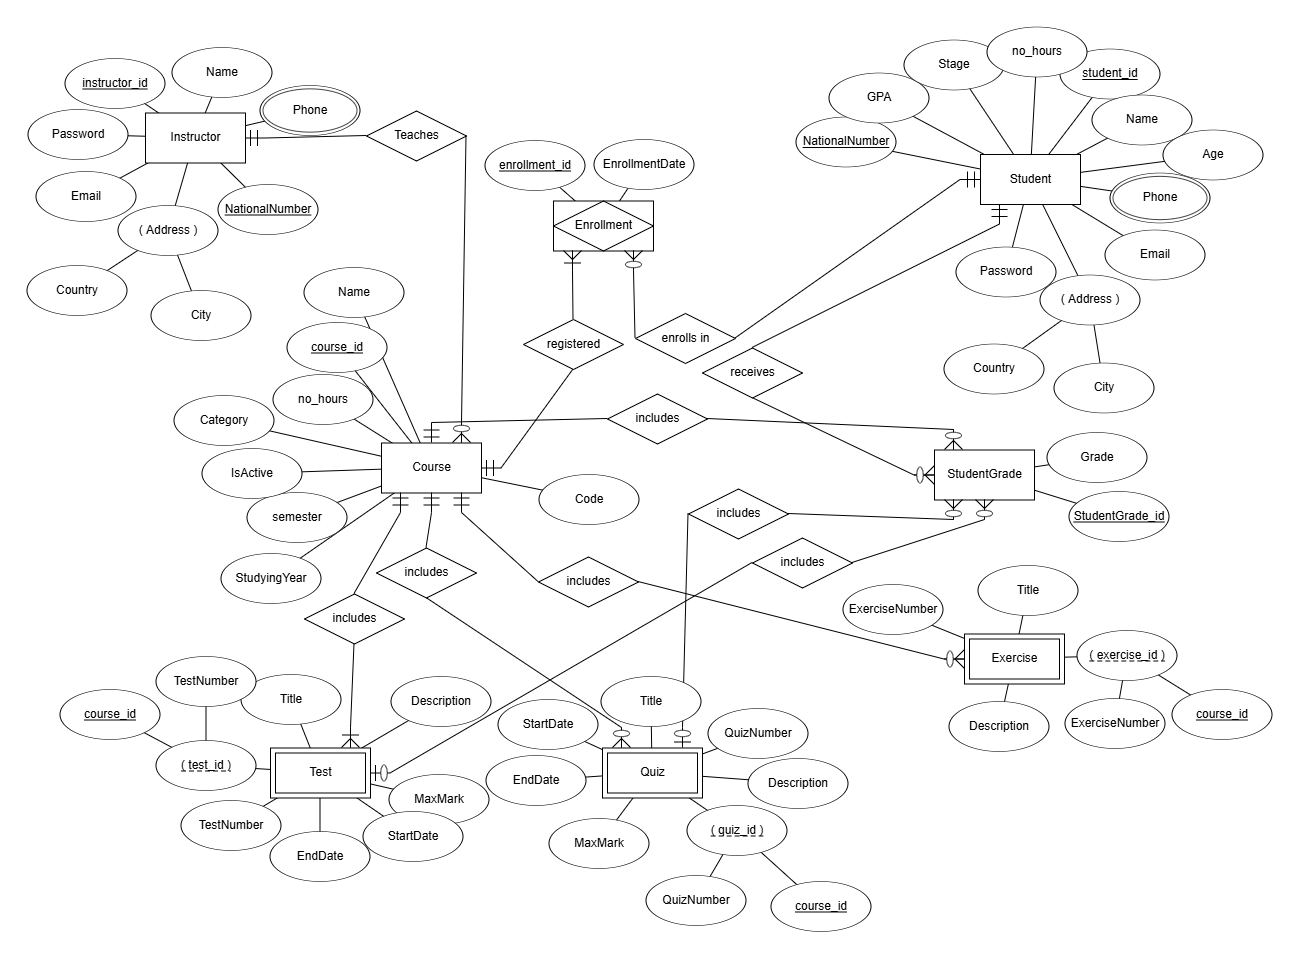 no_hours
Stage
Name
student_id
instructor_id
GPA
Phone
Name
Password
Instructor
Teaches
NationalNumber
Age
enrollment_id
EnrollmentDate
Student
Email
Phone
NationalNumber
Enrollment
( Address )
Email
Password
Country
Name
( Address )
City
enrolls in
registered
course_id
Country
receives
City
no_hours
Category
includes
Grade
Course
IsActive
StudentGrade
Code
semester
includes
StudentGrade_id
includes
StudyingYear
includes
includes
Title
ExerciseNumber
includes
( exercise_id )
Exercise
TestNumber
Title
Description
Title
course_id
course_id
StartDate
ExerciseNumber
Description
QuizNumber
( test_id )
Test
Quiz
EndDate
Description
MaxMark
TestNumber
StartDate
( quiz_id )
MaxMark
EndDate
QuizNumber
course_id